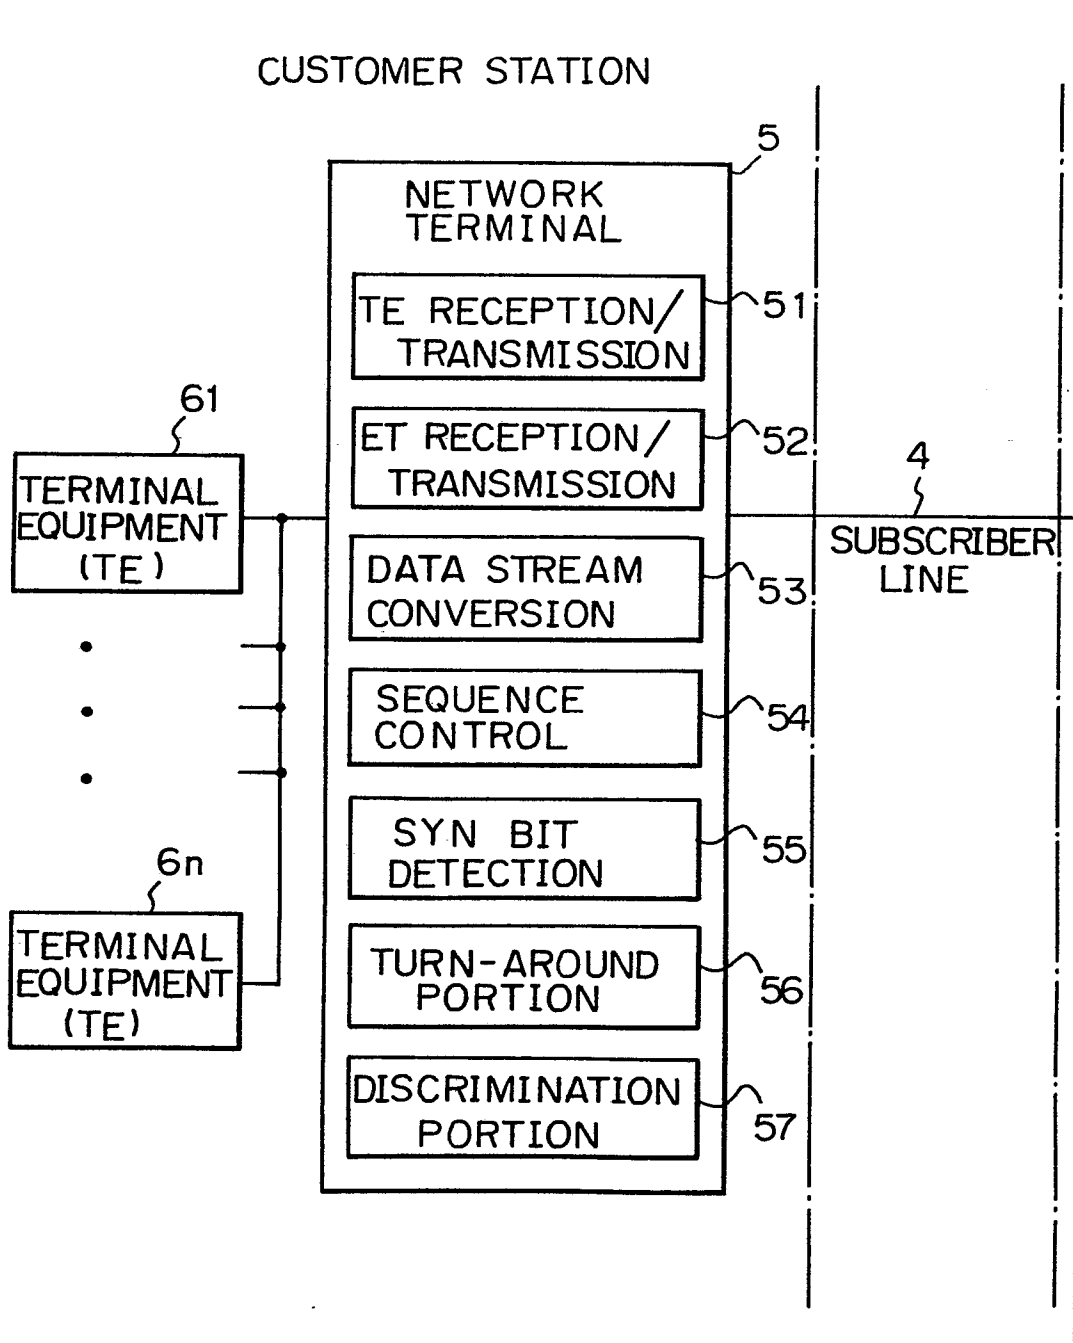 CUSTOMER STATION
5
NETWORK
TERMINAL
TE RECEPTION/
TRANSMISSION
51
ET RECEPTION/
TRANSMISSION
52
61
TERMINAL
EQUIPMENT
(TE)
4
SUBSCRIBER
LINE
DATA STREAM
CONVERSION
53
SEQUENCE
CONTROL
54
SYN BIT
DETECTION
55
6n
TERMINAL
EQUIPMENT
(TE)
TURN-AROUND
PORTION
56
DISCRIMINATION
PORTION
57